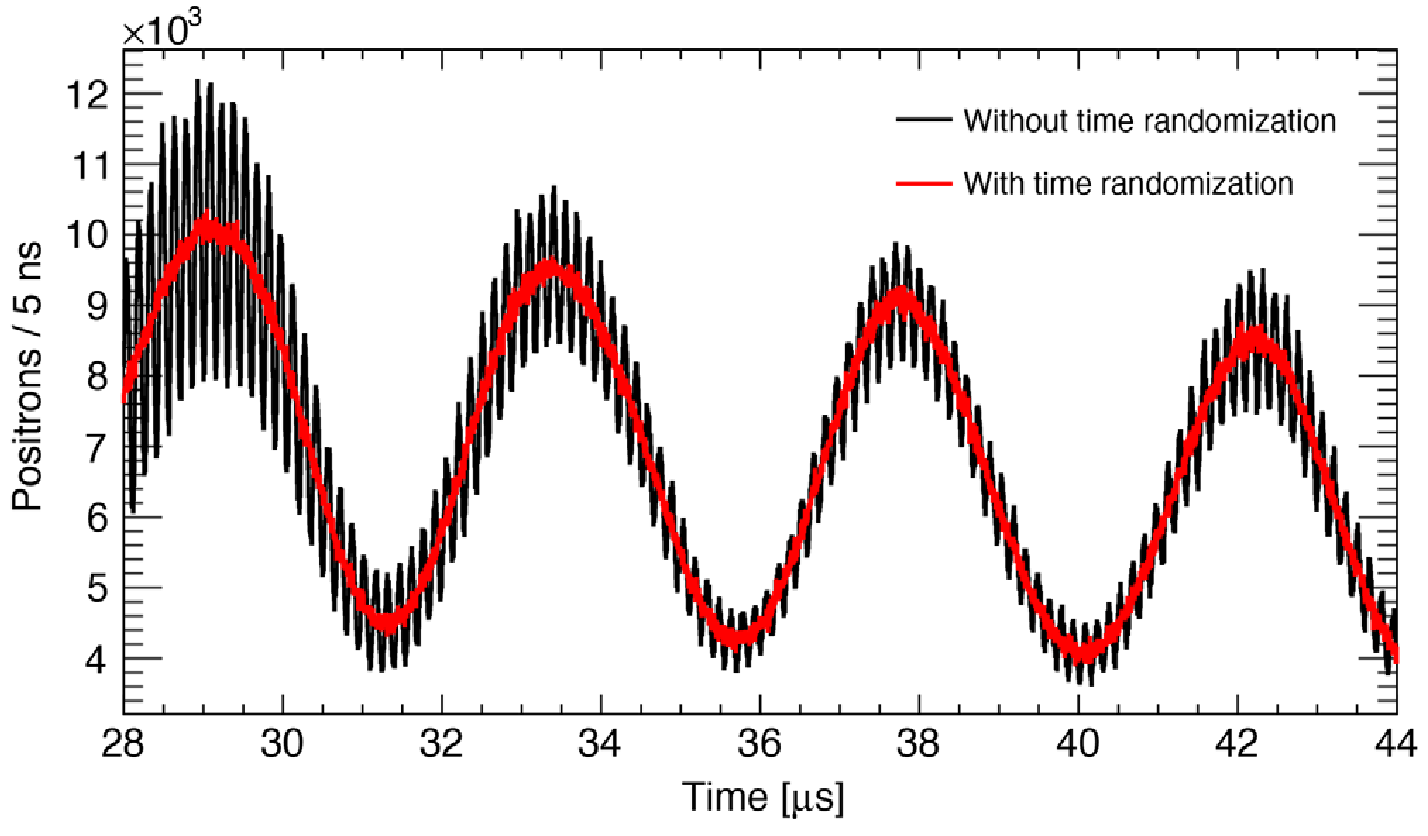 ×10³
12
11
10
9
8
7
6
5
4
Positrons / 5 ns
Without time randomization
With time randomization
28 30 32 34 36 38 40 42 44
Time [μs]